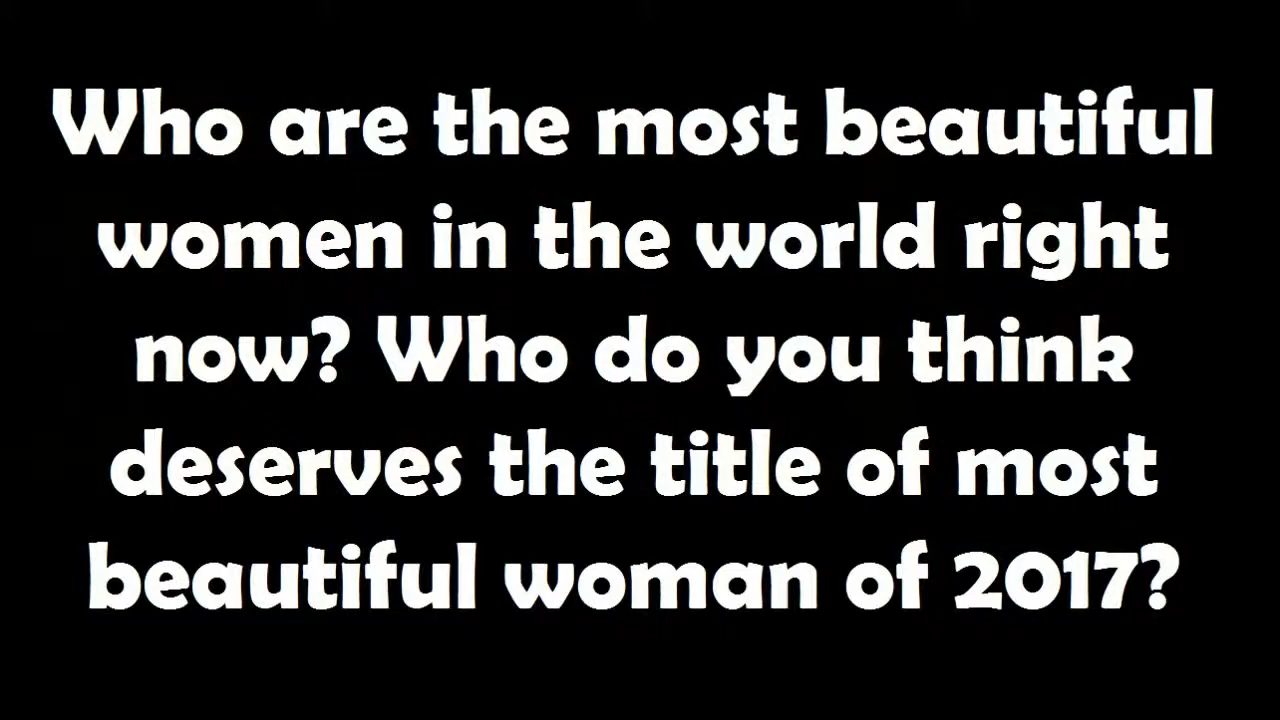 Who are the most beautiful
women in the world right
now? Who do you think
deserves the title of most
beautiful woman of 2017?